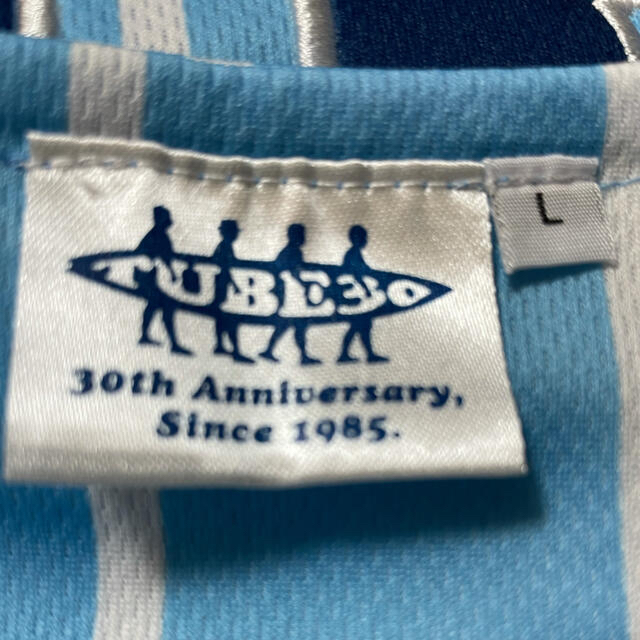 TUBE30
30th Anniversary,
Since 1985.
L